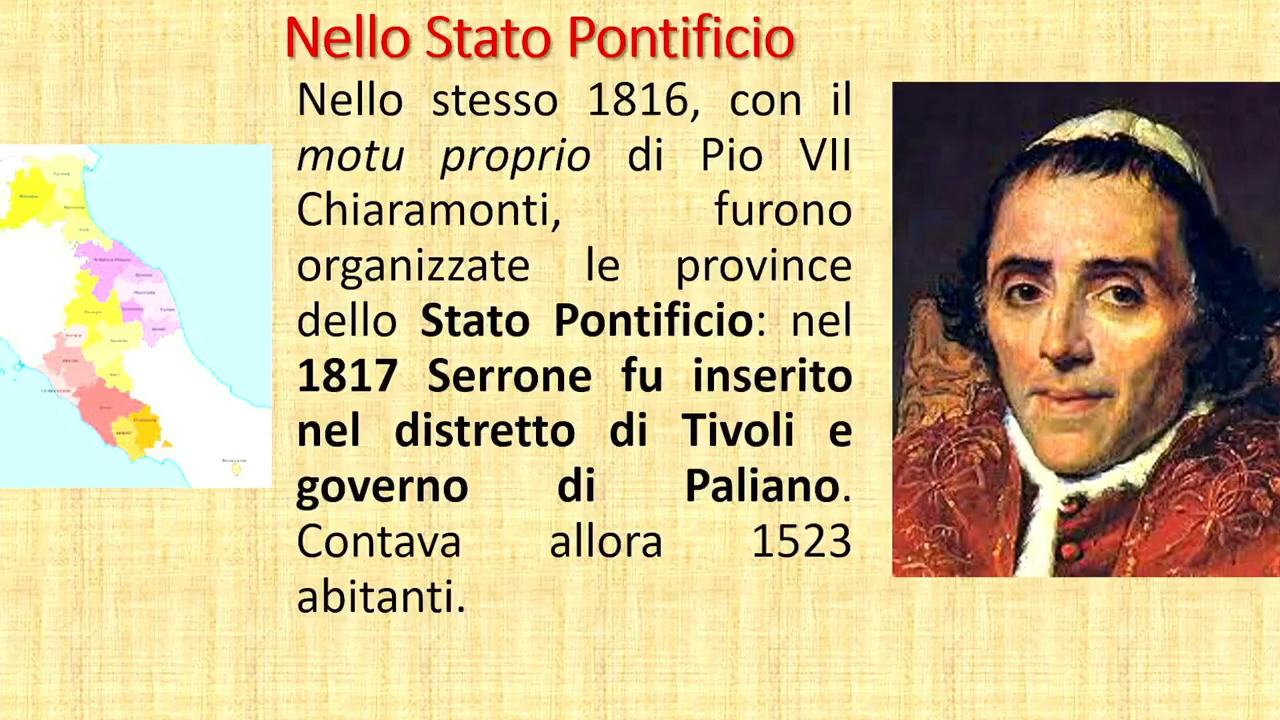 Nello Stato Pontificio
Nello stesso 1816, con il
motu proprio di Pio VII
Chiaramonti, furono
organizzate le province
dello Stato Pontificio: nel
1817 Serrone fu inserito
nel distretto di Tivoli e
governo di Paliano.
Contava allora 1523
abitanti.